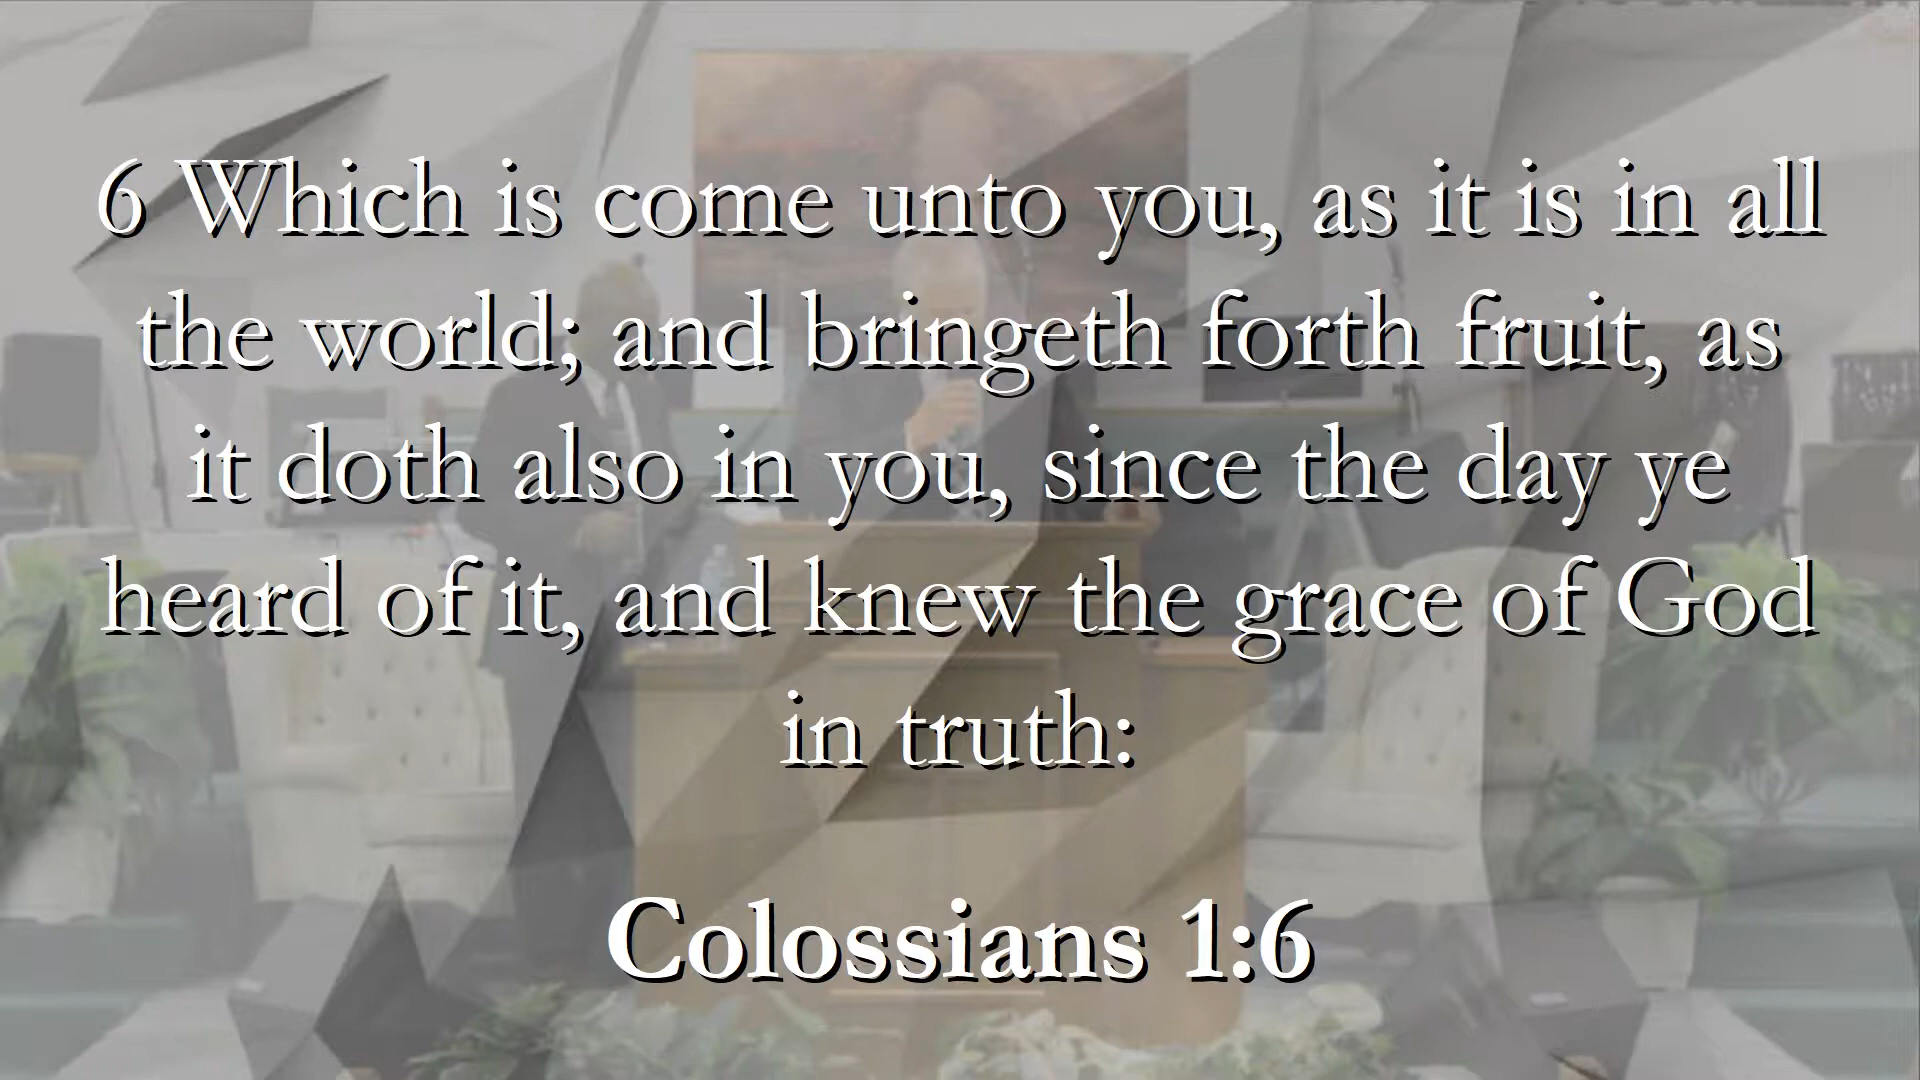 6 Which is come unto you, as it is in all
the world; and bringeth forth fruit, as
it doth also in you, since the day ye
heard of it, and knew the grace of God
in truth:
Colossians 1:6